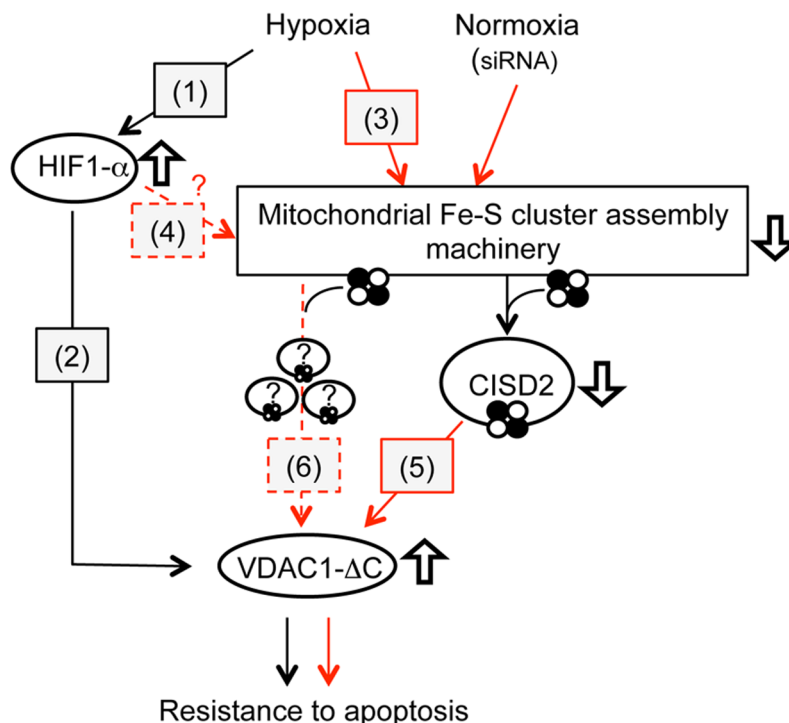 Hypoxia
Normoxia
(siRNA)
(1)
(3)
HIF1-α
?
(4)
Mitochondrial Fe-S cluster assembly
machinery
(2)
?
?
?
CISD2
(6)
(5)
VDAC1-ΔC
Resistance to apoptosis